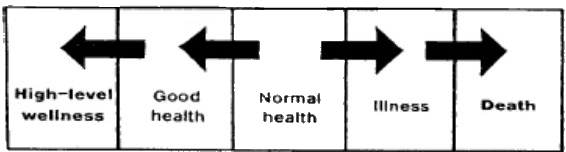 High-level
wellness
Good
health
Normal
health
Illness
Death